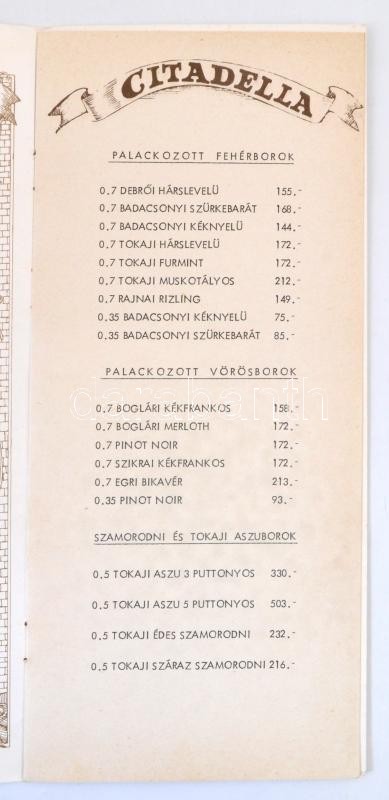 CITADELLA
PALACKOZOTT FEHÉRBOROK
0.7 DEBRŐI HÁRSLEVELÜ 155.-
0.7 BADACSONYI SZÜRKEBARÁT 168.-
0.7 BADACSONYI KÉKNYELÜ 144.-
0.7 TOKAJI HÁRSLEVELÜ 172.-
0.7 TOKAJI FURMINT 172.-
0.7 TOKAJI MUSKOTÁLYOS 212.-
0.7 RAJNAI RIZLING 149.-
0.35 BADACSONYI KÉKNYELÜ 75.-
0.35 BADACSONYI SZÜRKEBARÁT 85.-
PALACKOZOTT VÖRÖSBOROK
darabanth
0.7 BOGLÁRI KÉKFRANKOS 158.-
0.7 BOGLÁRI MERLOTH 172.-
0.7 PINOT NOIR 172.-
0.7 SZIKRAI KÉKFRANKOS 172.-
0.7 EGRI BIKAVÉR 213.-
0.35 PINOT NOIR 93.-
SZAMORODNI ÉS TOKAJI ASZUBOROK
0.5 TOKAJI ASZU 3 PUTTONYOS 330.-
0.5 TOKAJI ASZU 5 PUTTONYOS 503.-
0.5 TOKAJI ÉDES SZAMORODNI 232.-
0.5 TOKAJI SZÁRAZ SZAMORODNI 216.-